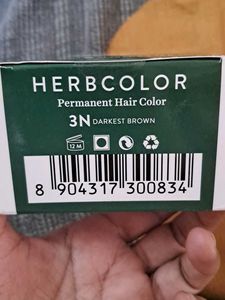 HERBCOLOR
Permanent Hair Color
3N DARKEST BROWN
12 M
8 904317 300834